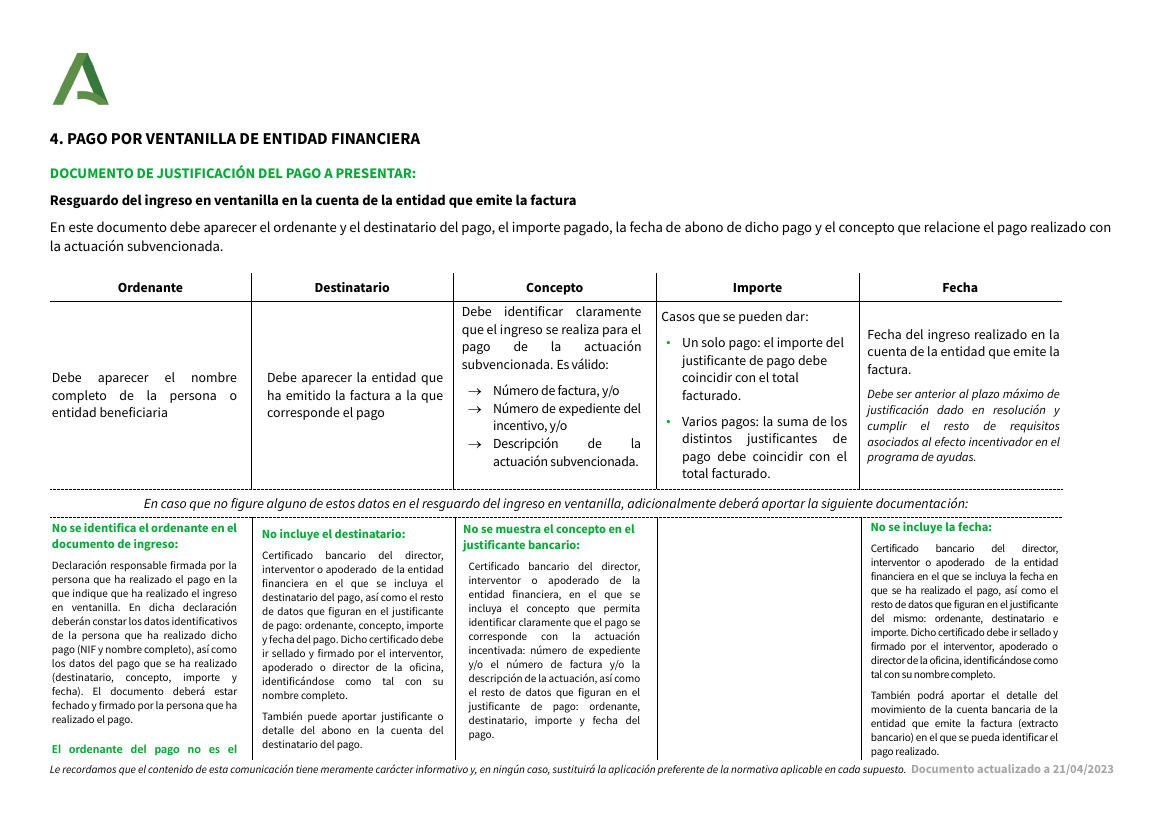 4. PAGO POR VENTANILLA DE ENTIDAD FINANCIERA
DOCUMENTO DE JUSTIFICACIÓN DEL PAGO A PRESENTAR:
Resguardo del ingreso en ventanilla en la cuenta de la entidad que emite la factura
En este documento debe aparecer el ordenante y el destinatario del pago, el importe pagado, la fecha de abono de dicho pago y el concepto que relacione el pago realizado con
la actuación subvencionada.
Ordenante
Destinatario
Concepto
Importe
Fecha
Debe aparecer el nombre
completo de la persona o
entidad beneficiaria
Debe aparecer la entidad que
ha emitido la factura a la que
corresponde el pago
Debe identificar claramente
que el ingreso se realiza para el
pago de la actuación
subvencionada. Es válido:
→ Número de factura, y/o
→ Número de expediente del
incentivo, y/o
→ Descripción de la
actuación subvencionada.
Casos que se pueden dar:
• Un solo pago: el importe del
justificante de pago debe
coincidir con el total
facturado.
• Varios pagos: la suma de los
distintos justificantes de
pago debe coincidir con el
total facturado.
Fecha del ingreso realizado en la
cuenta de la entidad que emite la
factura.
Debe ser anterior al plazo máximo de
justificación dado en resolución y
cumplir el resto de requisitos
asociados al efecto incentivador en el
programa de ayudas.
En caso que no figure alguno de estos datos en el resguardo del ingreso en ventanilla, adicionalmente deberá aportar la siguiente documentación:
No se identifica el ordenante en el
documento de ingreso:
Declaración responsable firmada por la
persona que ha realizado el pago en la
que indique que ha realizado el ingreso
en ventanilla. En dicha declaración
deberán constar los datos identificativos
de la persona que ha realizado dicho
pago (NIF y nombre completo), así como
los datos del pago que se ha realizado
(destinatario, concepto, importe y
fecha). El documento deberá estar
fechado y firmado por la persona que ha
realizado el pago.
El ordenante del pago no es el
No incluye el destinatario:
Certificado bancario del director,
interventor o apoderado de la entidad
financiera en el que se incluya el
destinatario del pago, así como el resto
de datos que figuran en el justificante
de pago: ordenante, concepto, importe
y fecha del pago. Dicho certificado debe
ir sellado y firmado por el interventor,
apoderado o director de la oficina,
identificándose como tal con su
nombre completo.
También puede aportar justificante o
detalle del abono en la cuenta del
destinatario del pago.
No se muestra el concepto en el
justificante bancario:
Certificado bancario del director,
interventor o apoderado de la
entidad financiera, en el que se
incluya el concepto que permita
identificar claramente que el pago se
corresponde con la actuación
incentivada: número de expediente
y/o el número de factura y/o la
descripción de la actuación, así como
el resto de datos que figuran en el
justificante de pago: ordenante,
destinatario, importe y fecha del
pago.
No se incluye la fecha:
Certificado bancario del director,
interventor o apoderado de la entidad
financiera en el que se incluya la fecha en
que se ha realizado el pago, así como el
resto de datos que figuran en el justificante
del mismo: ordenante, destinatario e
importe. Dicho certificado debe ir sellado y
firmado por el interventor, apoderado o
director de la oficina, identificándose como
tal con su nombre completo.
También podrá aportar el detalle del
movimiento de la cuenta bancaria de la
entidad que emite la factura (extracto
bancario) en el que se pueda identificar el
pago realizado.
Le recordamos que el contenido de esta comunicación tiene meramente carácter informativo y, en ningún caso, sustituirá la aplicación preferente de la normativa aplicable en cada supuesto. Documento actualizado a 21/04/2023